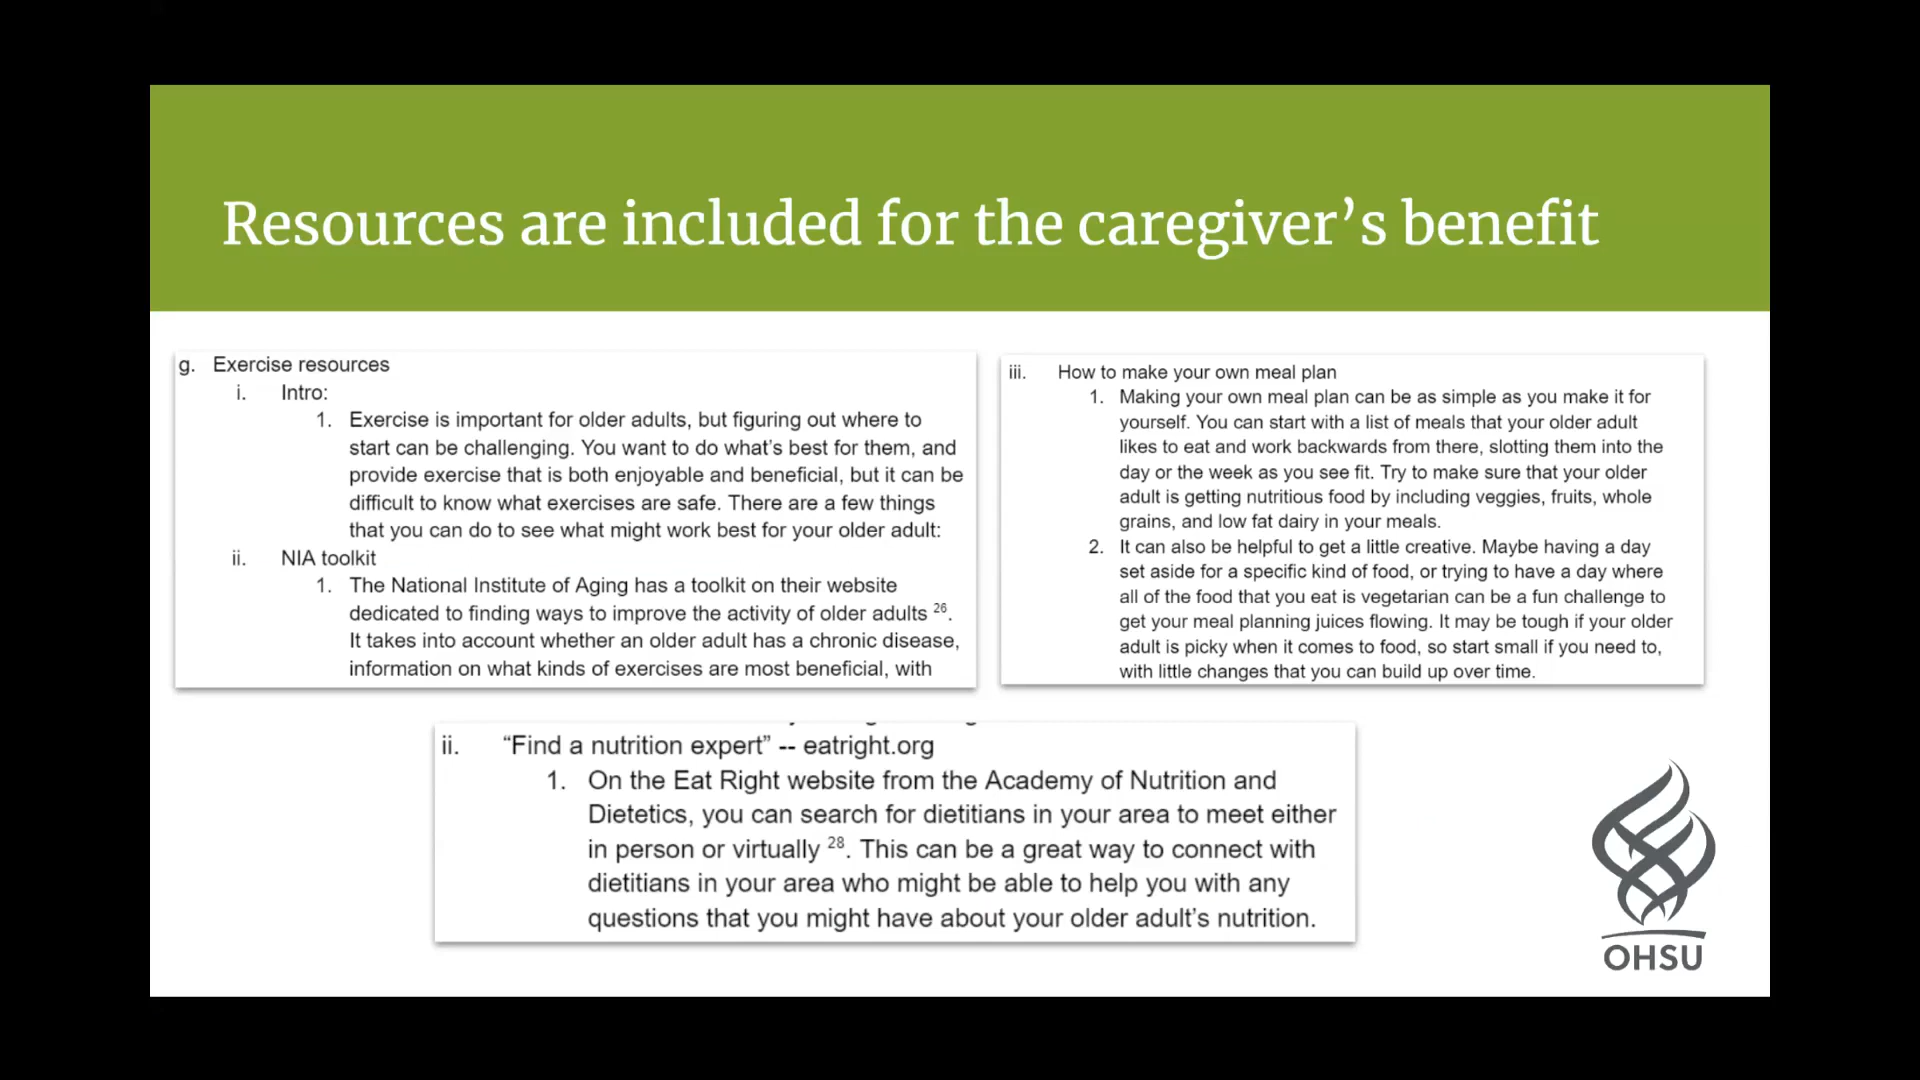 Resources are included for the caregiver’s benefit
g. Exercise resources
i. Intro:
1. Exercise is important for older adults, but figuring out where to
start can be challenging. You want to do what’s best for them, and
provide exercise that is both enjoyable and beneficial, but it can be
difficult to know what exercises are safe. There are a few things
that you can do to see what might work best for your older adult:
ii. NIA toolkit
1. The National Institute of Aging has a toolkit on their website
dedicated to finding ways to improve the activity of older adults 26.
It takes into account whether an older adult has a chronic disease,
information on what kinds of exercises are most beneficial, with
iii. How to make your own meal plan
1. Making your own meal plan can be as simple as you make it for
yourself. You can start with a list of meals that your older adult
likes to eat and work backwards from there, slotting them into the
day or the week as you see fit. Try to make sure that your older
adult is getting nutritious food by including veggies, fruits, whole
grains, and low fat dairy in your meals.
2. It can also be helpful to get a little creative. Maybe having a day
set aside for a specific kind of food, or trying to have a day where
all of the food that you eat is vegetarian can be a fun challenge to
get your meal planning juices flowing. It may be tough if your older
adult is picky when it comes to food, so start small if you need to,
with little changes that you can build up over time.
ii. “Find a nutrition expert” -- eatright.org
1. On the Eat Right website from the Academy of Nutrition and
Dietetics, you can search for dietitians in your area to meet either
in person or virtually 28. This can be a great way to connect with
dietitians in your area who might be able to help you with any
questions that you might have about your older adult’s nutrition.
OHSU